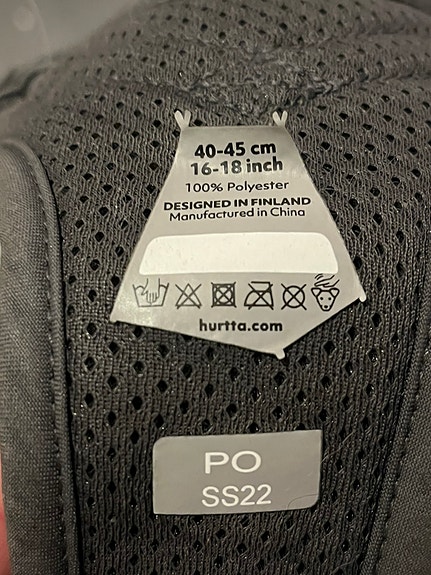 40-45 cm
16-18 inch
100% Polyester
DESIGNED IN FINLAND
Manufactured in China
hurtta.com
PO
SS22